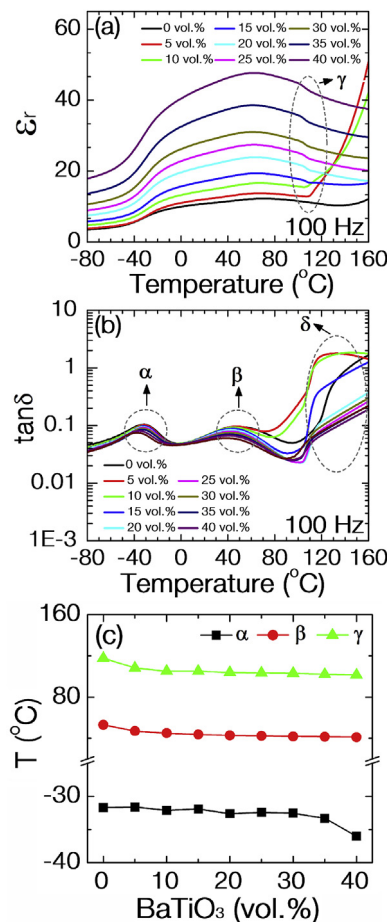 (a)
0 vol.% 15 vol.% 30 vol.%
5 vol.% 20 vol.% 35 vol.%
10 vol.% 25 vol.% 40 vol.%
γ
εr
60
40
20
0
100 Hz
-80 -40 0 40 80 120 160
Temperature (°C)
(b)
α
β
δ
tanδ
10
1
0.1
0.01
1E-3
0 vol.%
5 vol.% 25 vol.%
10 vol.% 30 vol.%
15 vol.% 35 vol.%
20 vol.% 40 vol.%
100 Hz
-80 -40 0 40 80 120 160
Temperature (°C)
(c)
α β γ
T (°C)
160
80
-30
-40
0 10 20 30 40
BaTiO₃ (vol.%)